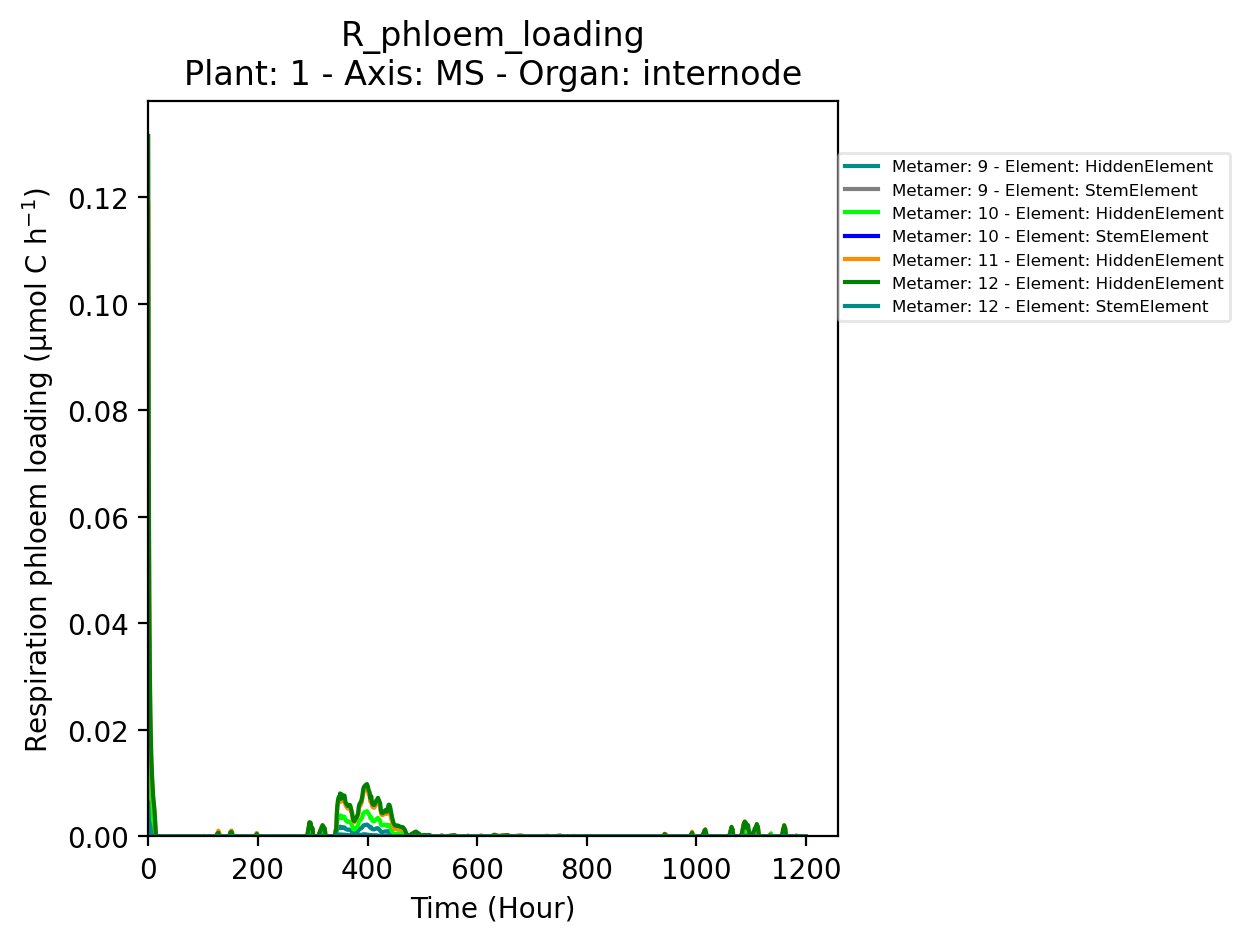 R_phloem_loading
Plant: 1 - Axis: MS - Organ: internode
Respiration phloem loading (µmol C h⁻¹)
0.12
0.10
0.08
0.06
0.04
0.02
0.00
0 200 400 600 800 1000 1200
Time (Hour)
Metamer: 9 - Element: HiddenElement
Metamer: 9 - Element: StemElement
Metamer: 10 - Element: HiddenElement
Metamer: 10 - Element: StemElement
Metamer: 11 - Element: HiddenElement
Metamer: 12 - Element: HiddenElement
Metamer: 12 - Element: StemElement